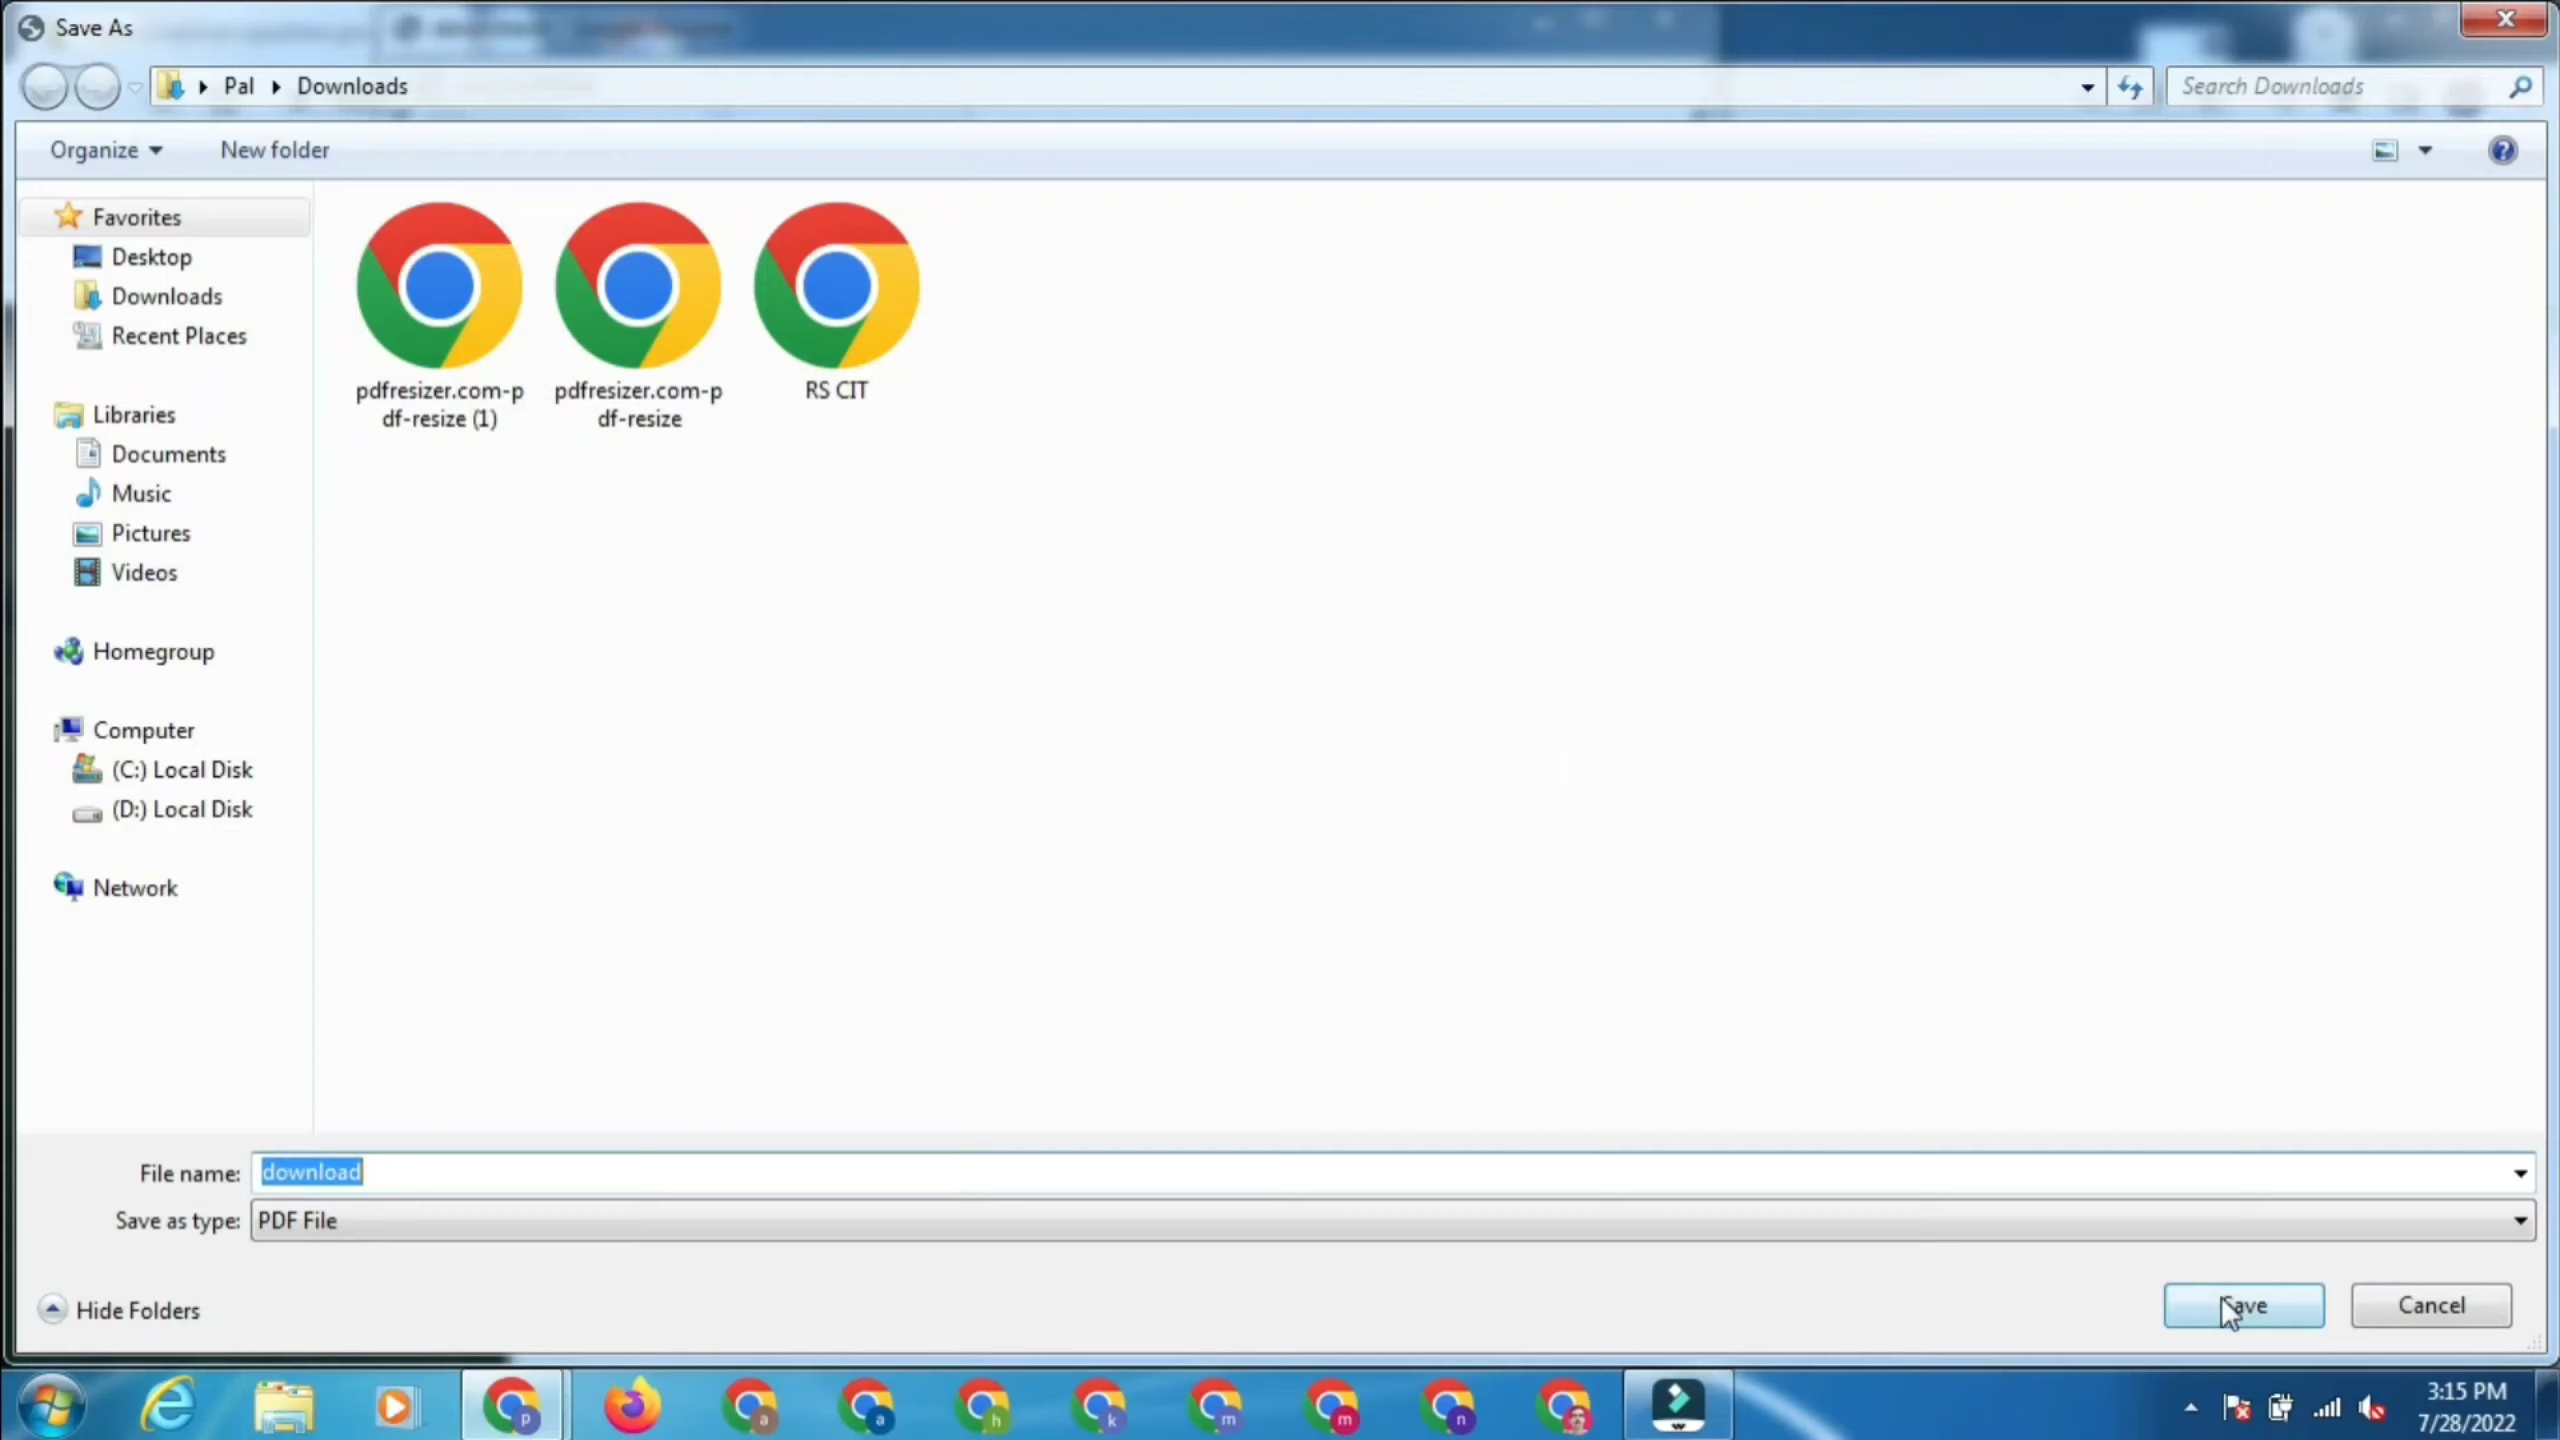 Save As
Pal Downloads
Search Downloads
Organize
New folder
Favorites
Desktop
Downloads
Recent Places
Libraries
Documents
Music
Pictures
Videos
Homegroup
Computer
(C:) Local Disk
(D:) Local Disk
Network
pdfresizer.com-p
df-resize (1)
pdfresizer.com-p
df-resize
RS CIT
File name: download
Save as type: PDF File
Hide Folders
Save
Cancel
p
a
a
h
k
m
m
n
3:15 PM
7/28/2022